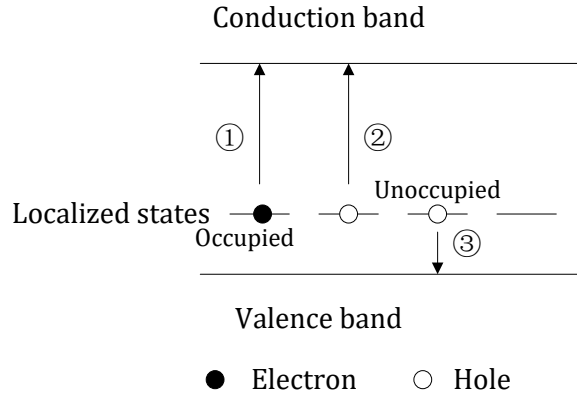 Conduction band
①
②
Unoccupied
Localized states
Occupied
③
Valence band
Electron
Hole